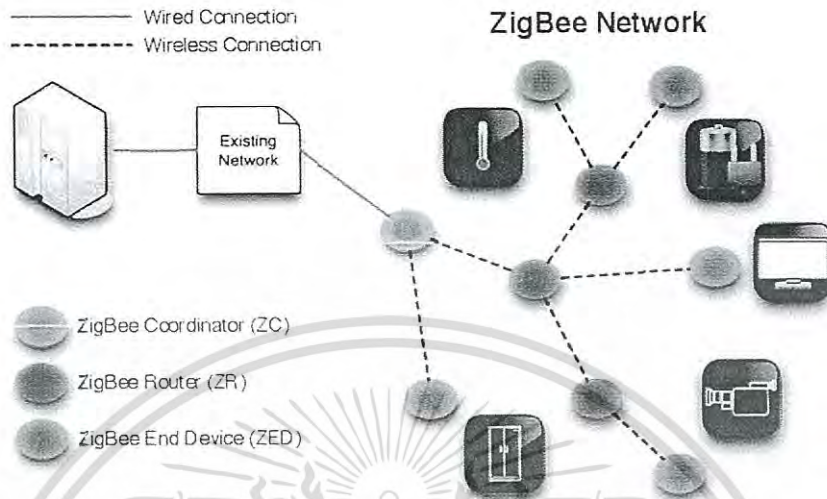 Wired Connection
Wireless Connection
ZigBee Network
Existing
Network
ZigBee Coordinator (ZC)
ZigBee Router (ZR)
ZigBee End Device (ZED)